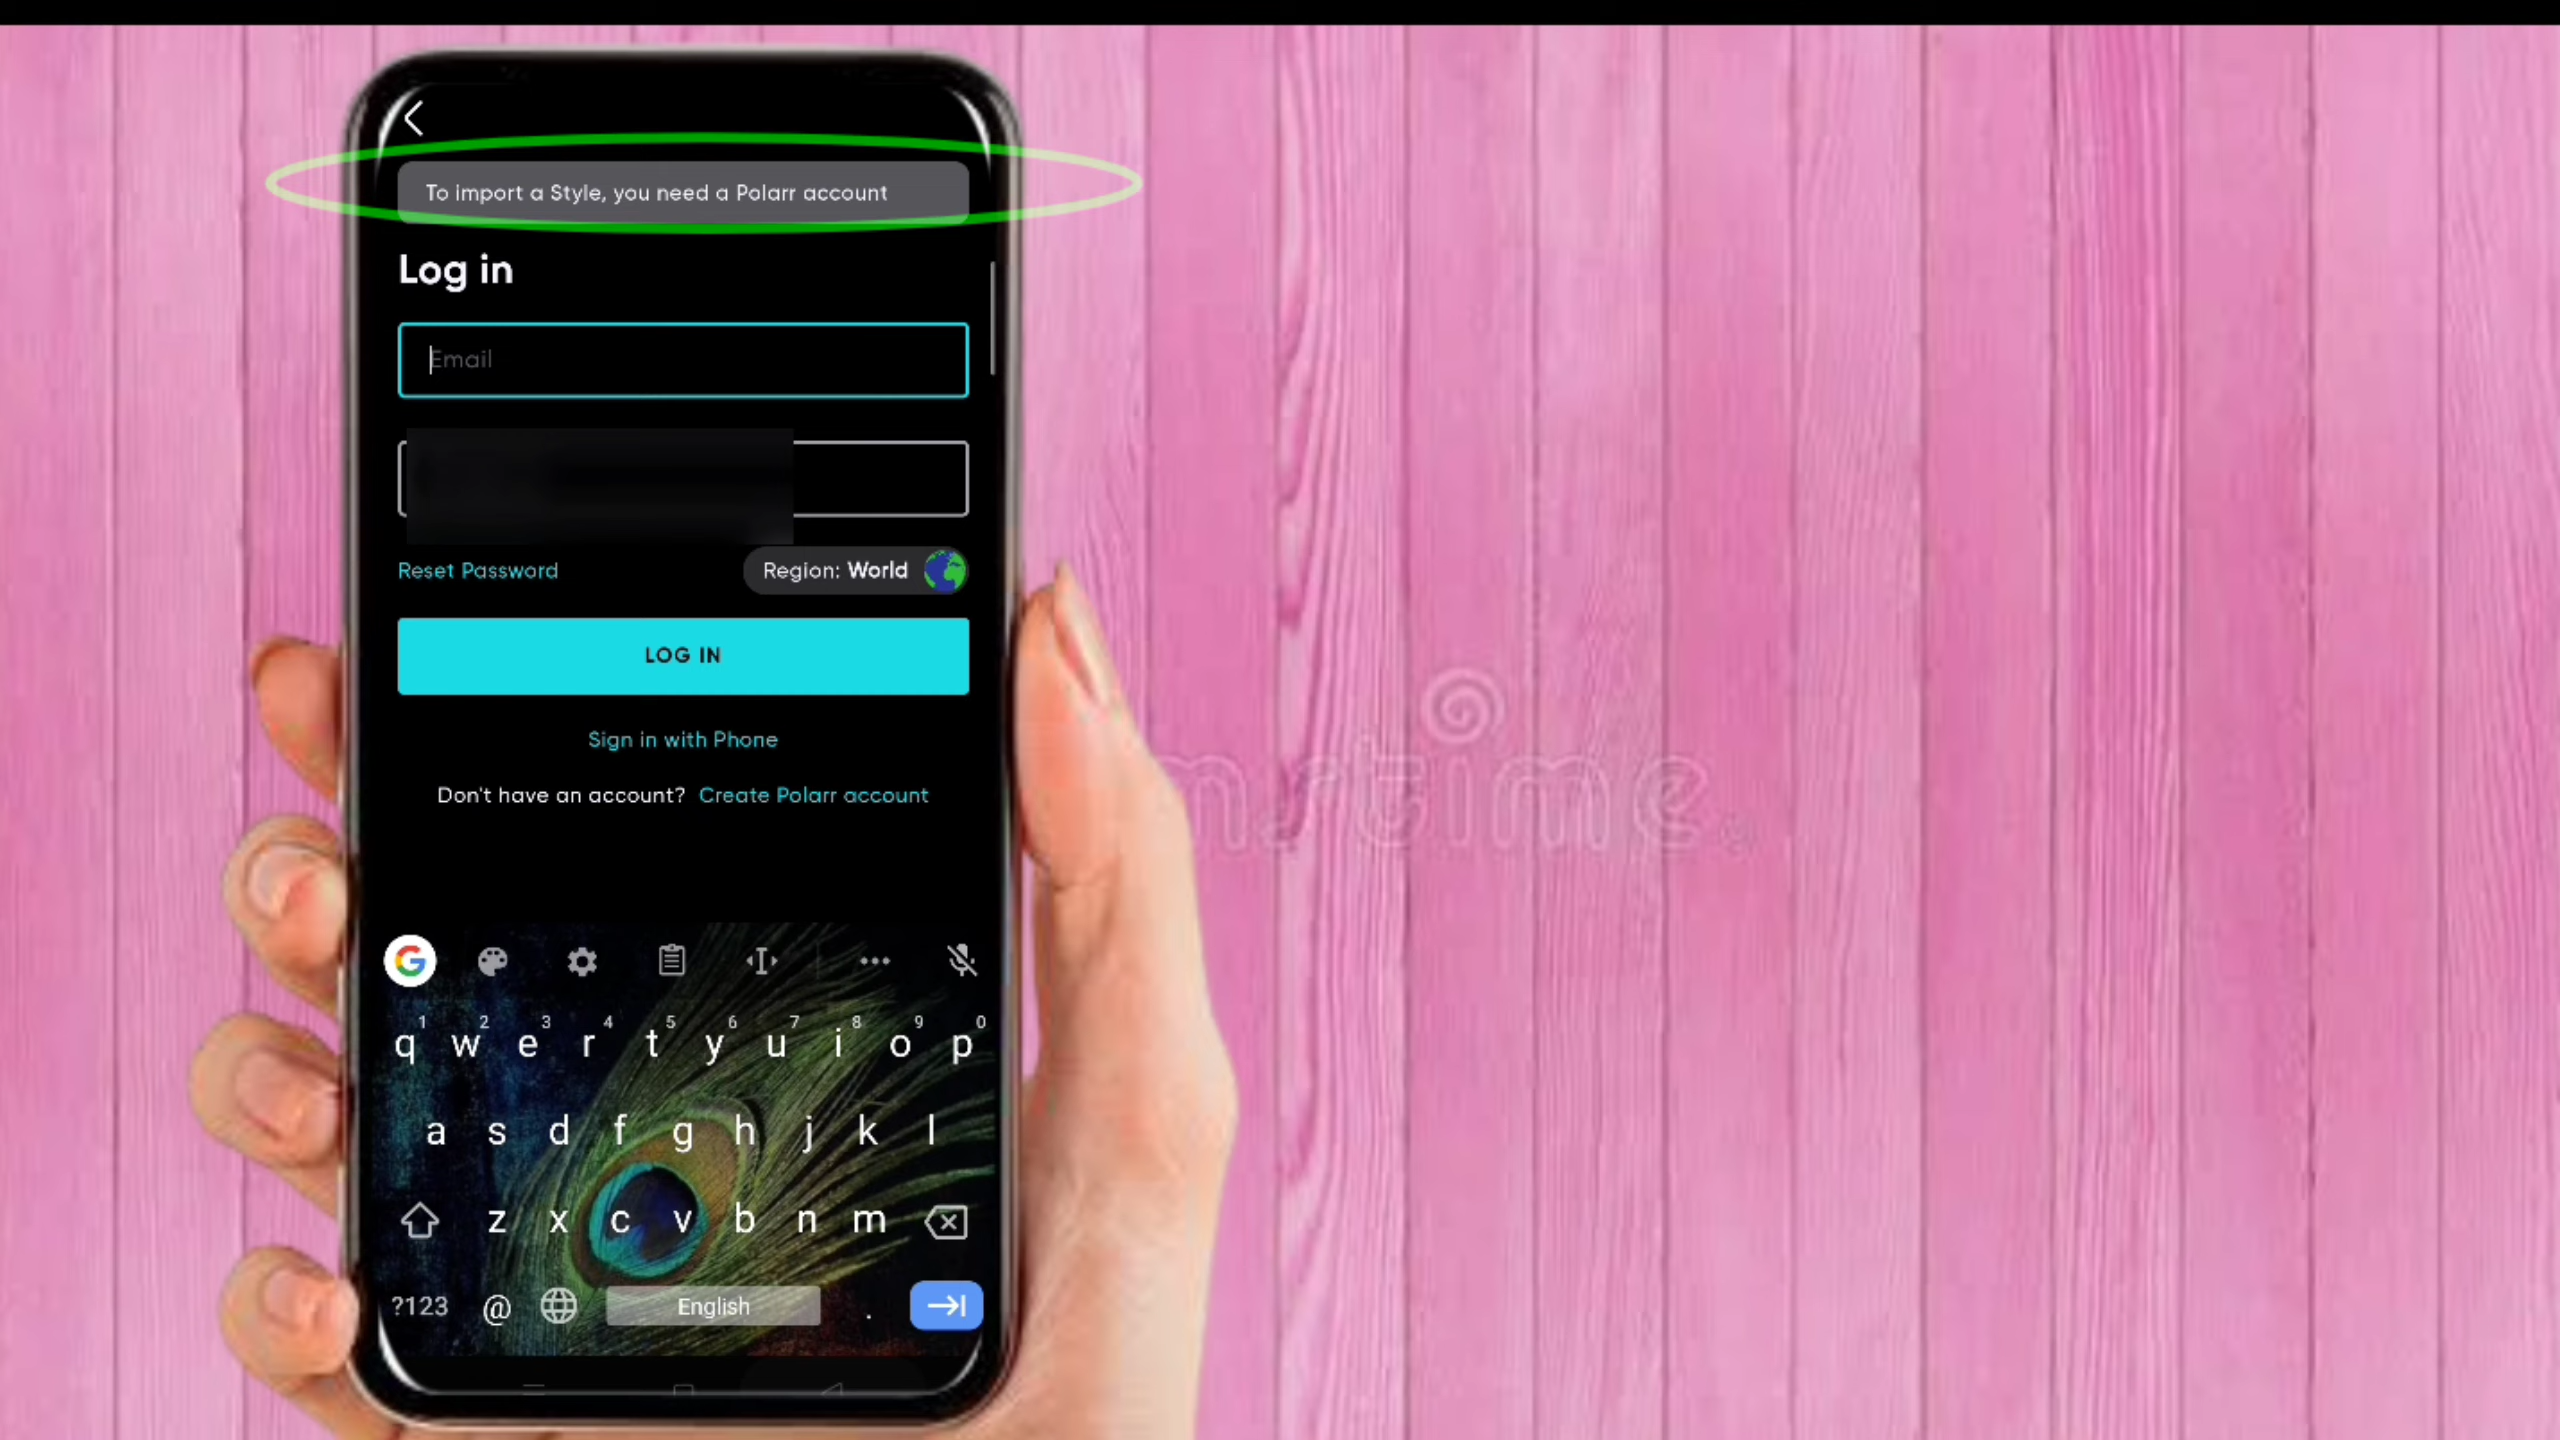 To import a Style, you need a Polarr account
Log in
Email
Reset Password
Region: World
LOG IN
Sign in with Phone
Don't have an account? Create Polarr account
1 2 3 4 5 6 7 8 9 0
q w e r t y u i o p
a s d f g h j k l
z x c v b n m
?123 @ English .